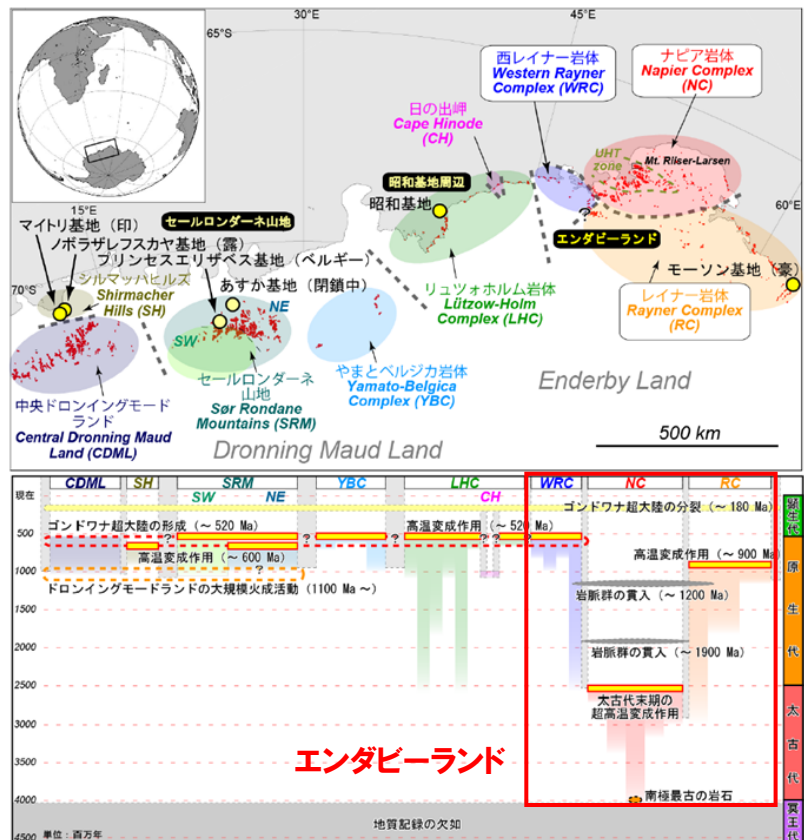 30°E
45°E
65°S
西レイナー岩体
Western Rayner
Complex (WRC)
ナピア岩体
Napier Complex
(NC)
日の出岬
Cape Hinode
(CH)
UHT
zone
Mt. Riiser-Larsen
昭和基地周辺
昭和基地
60°E
15°E
マイトリ基地（印）
セールロンダーネ山地
ノボラザレフスカヤ基地（露）
プリンセスエリザベス基地（ベルギー）
?
エンダビーランド
シルマッハヒルズ
Shirmacher
Hills (SH)
あすか基地（閉鎖中）
モーソン基地（豪）
70°S
NE
SW
リュツォホルム岩体
Lützow-Holm
Complex (LHC)
レイナー岩体
Rayner Complex
(RC)
やまとベルジカ岩体
Yamato-Belgica
Complex (YBC)
セールロンダーネ
山地
Sør Rondane
Mountains (SRM)
中央ドロンイングモード
ランド
Central Dronning Maud
Land (CDML)
Enderby Land
Dronning Maud Land
500 km
CDML
SH
SRM
YBC
LHC
WRC
NC
RC
現在
SW
NE
CH
ゴンドワナ超大陸の分裂（～ 180 Ma）
顕生代
500
ゴンドワナ超大陸の形成（～ 520 Ma）
高温変成作用（～ 520 Ma）
?
?
?
?
?
?
高温変成作用（～ 600 Ma）
高温変成作用（～ 900 Ma）
?
1000
ドロンイングモードランドの大規模火成活動（1100 Ma ～）
岩脈群の貫入（～ 1200 Ma）
原生代
1500
岩脈群の貫入（～ 1900 Ma）
2000
2500
太古代末期の
超高温変成作用
太古代
3000
3500
エンダビーランド
南極最古の岩石
4000
地質記録の欠如
冥王代
4500
単位：百万年